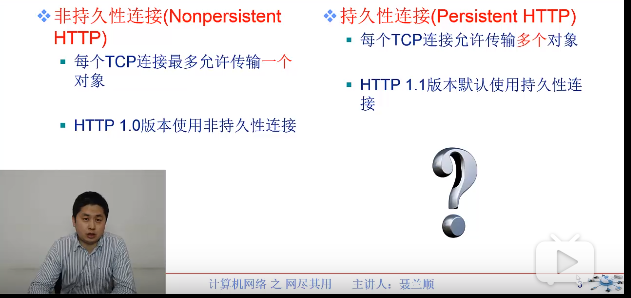 非持久性连接(Nonpersistent
HTTP)
每个TCP连接最多允许传输一个
对象
HTTP 1.0版本使用非持久性连接
持久性连接(Persistent HTTP)
每个TCP连接允许传输多个对象
HTTP 1.1版本默认使用持久性连
接
计算机网络 之 网尽其用 主讲人：聂兰顺